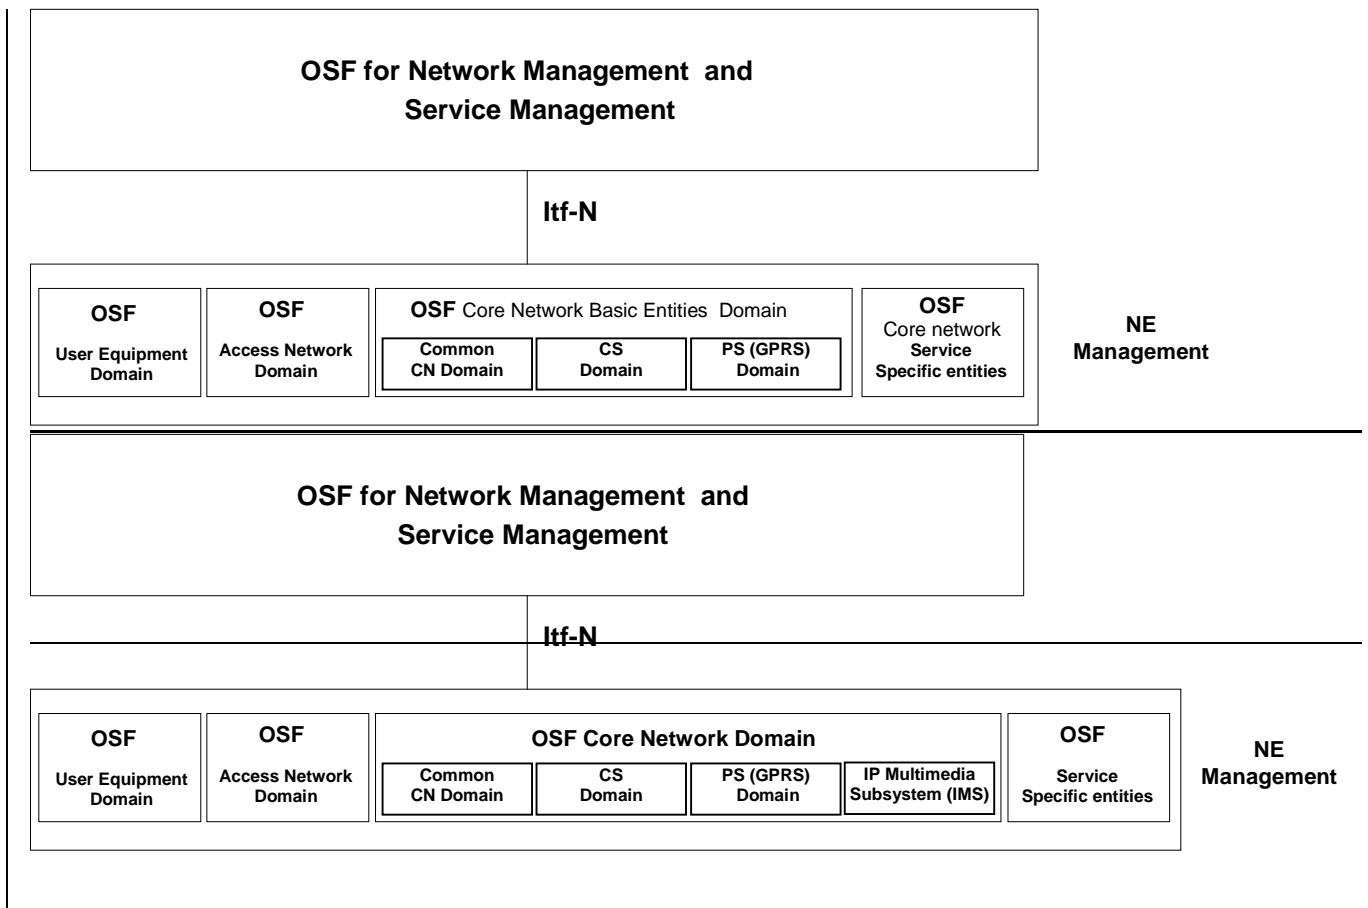 OSF for Network Management and
Service Management
Itf-N
OSF
User Equipment
Domain
OSF
Access Network
Domain
OSF Core Network Basic Entities Domain
Common
CN Domain
CS
Domain
PS (GPRS)
Domain
OSF
Core network
Service
Specific entities
NE
Management
OSF for Network Management and
Service Management
Itf-N
OSF
User Equipment
Domain
OSF
Access Network
Domain
OSF Core Network Domain
Common
CN Domain
CS
Domain
PS (GPRS)
Domain
IP Multimedia
Subsystem (IMS)
OSF
Service
Specific entities
NE
Management